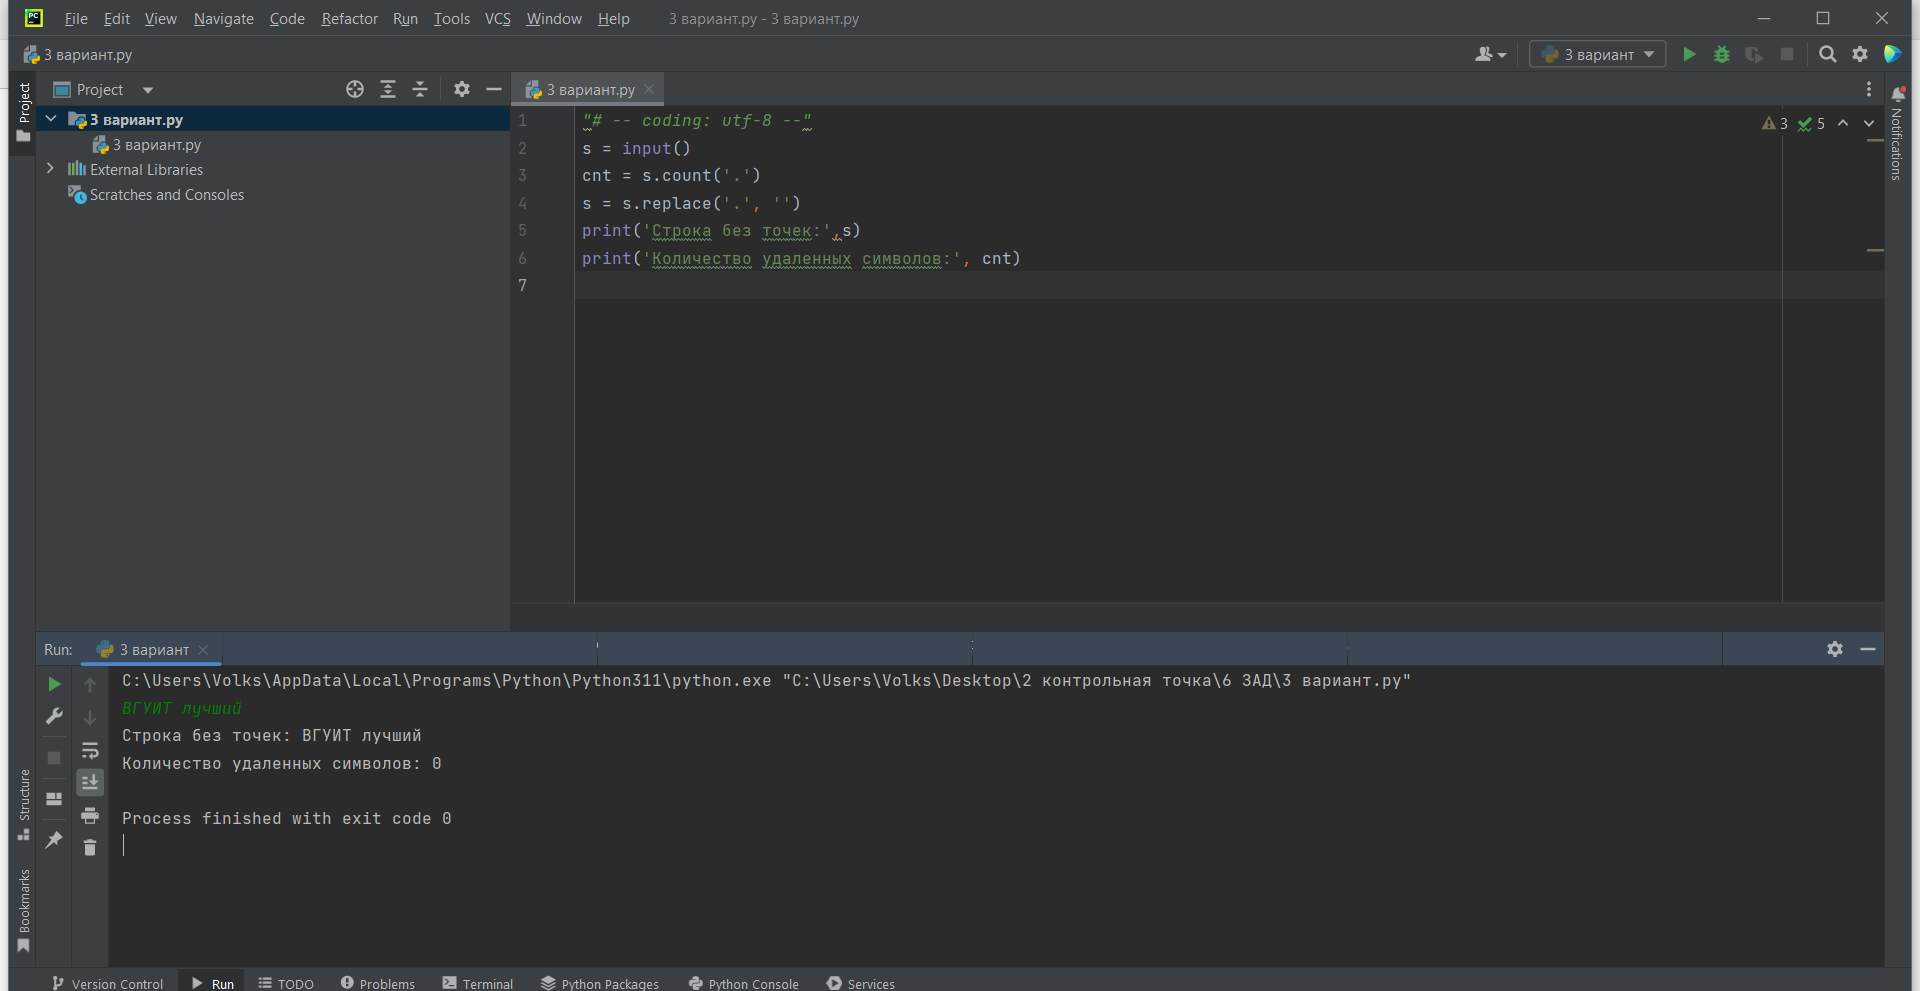 PC File Edit View Navigate Code Refactor Run Tools VCS Window Help 3 вариант.py - 3 вариант.py
3 вариант.py
3 вариант
Project
Project
3 вариант.py
3 вариант.py
3 вариант.py
External Libraries
Scratches and Consoles
1 "# -- coding: utf-8 --"
2 s = input()
3 cnt = s.count('.')
4 s = s.replace('.', '')
5 print('Строка без точек:',s)
6 print('Количество удаленных символов:', cnt)
7
3 5
Notifications
Run: 3 вариант
C:\Users\Volks\AppData\Local\Programs\Python\Python311\python.exe "C:\Users\Volks\Desktop\2 контрольная точка\6 ЗАД\3 вариант.py"
ВГУИТ лучший
Строка без точек: ВГУИТ лучший
Количество удаленных символов: 0
Process finished with exit code 0
Structure
Bookmarks
Version Control Run TODO Problems Terminal Python Packages Python Console Services